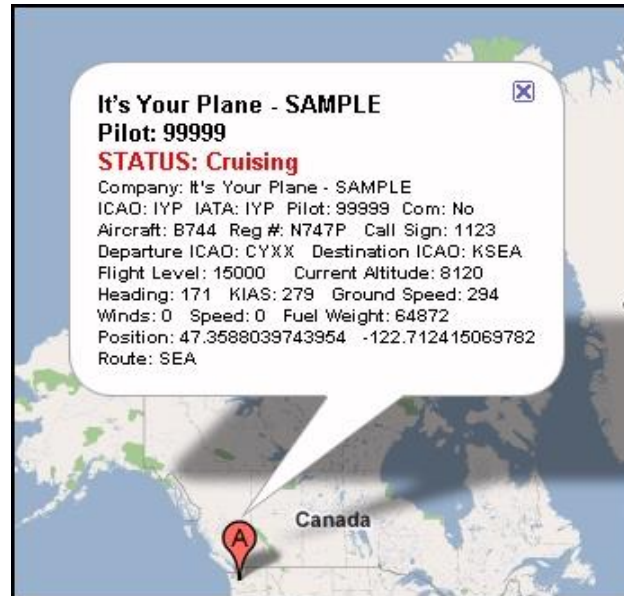 It's Your Plane - SAMPLE
Pilot: 99999
STATUS: Cruising
Company: It's Your Plane - SAMPLE
ICAO: IYP IATA: IYP Pilot: 99999 Com: No
Aircraft: B744 Reg #: N747P Call Sign: 1123
Departure ICAO: CYXX Destination ICAO: KSEA
Flight Level: 15000 Current Altitude: 8120
Heading: 171 KIAS: 279 Ground Speed: 294
Winds: 0 Speed: 0 Fuel Weight: 64872
Position: 47.3588039743954 -122.712415069782
Route: SEA
Canada
A